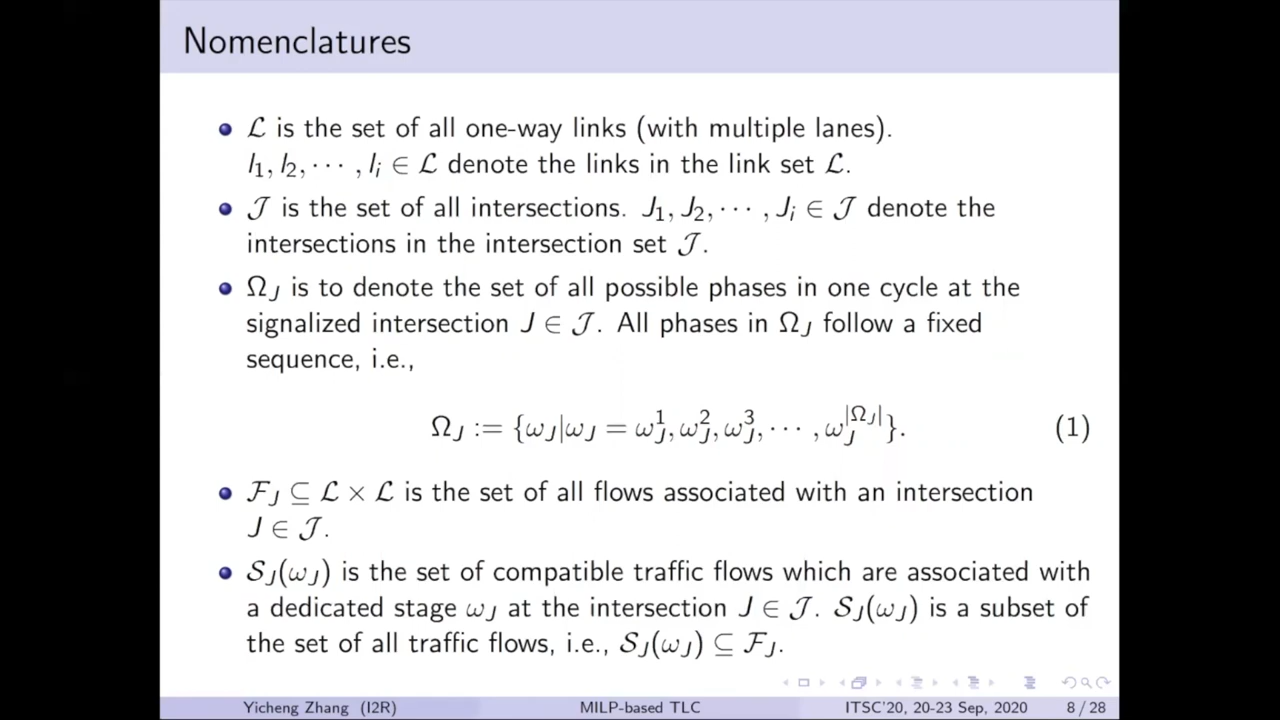 Nomenclatures
ℒ is the set of all one-way links (with multiple lanes).
l₁, l₂, ⋯ , lᵢ ∈ ℒ denote the links in the link set ℒ.
𝒥 is the set of all intersections. J₁, J₂, ⋯ , Jᵢ ∈ 𝒥 denote the
intersections in the intersection set 𝒥.
Ω_J is to denote the set of all possible phases in one cycle at the
signalized intersection J ∈ 𝒥. All phases in Ω_J follow a fixed
sequence, i.e.,
Ω_J := {ω_J|ω_J = ω_J^1, ω_J^2, ω_J^3, ⋯ , ω_J^{|Ω_J|}}. (1)
ℱ_J ⊆ ℒ × ℒ is the set of all flows associated with an intersection
J ∈ 𝒥.
𝒮_J(ω_J) is the set of compatible traffic flows which are associated with
a dedicated stage ω_J at the intersection J ∈ 𝒥. 𝒮_J(ω_J) is a subset of
the set of all traffic flows, i.e., 𝒮_J(ω_J) ⊆ ℱ_J.
Yicheng Zhang (I2R) MILP-based TLC ITSC'20, 20-23 Sep, 2020 8 / 28